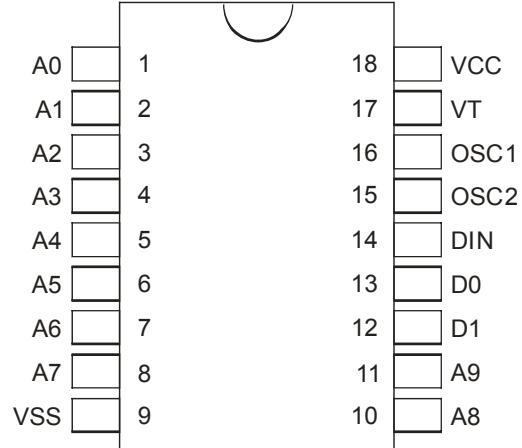 A0 1 18 VCC
A1 2 17 VT
A2 3 16 OSC1
A3 4 15 OSC2
A4 5 14 DIN
A5 6 13 D0
A6 7 12 D1
A7 8 11 A9
VSS 9 10 A8